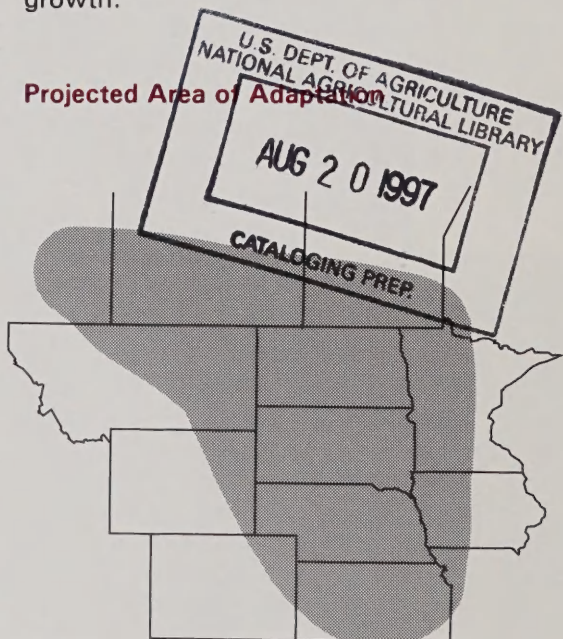 growth.
Projected Area of Adaptation
U.S. DEPT. OF AGRICULTURE
NATIONAL AGRICULTURAL LIBRARY
AUG 20 1997
CATALOGING PREP.